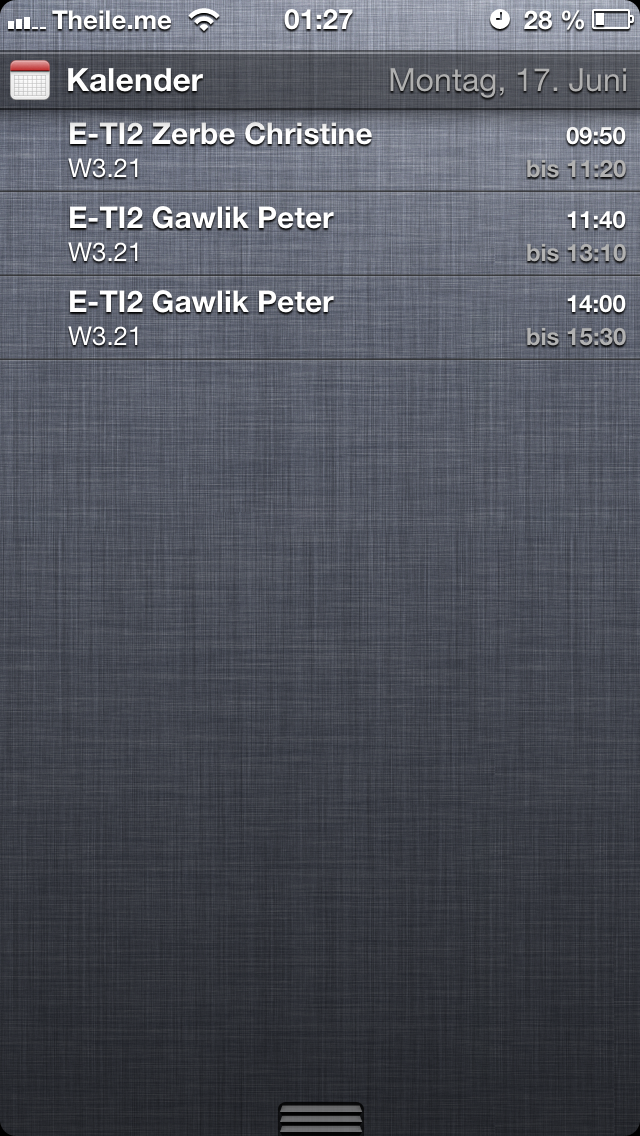 Theile.me 01:27 28 %
Kalender Montag, 17. Juni
E-TI2 Zerbe Christine 09:50
W3.21 bis 11:20
E-TI2 Gawlik Peter 11:40
W3.21 bis 13:10
E-TI2 Gawlik Peter 14:00
W3.21 bis 15:30